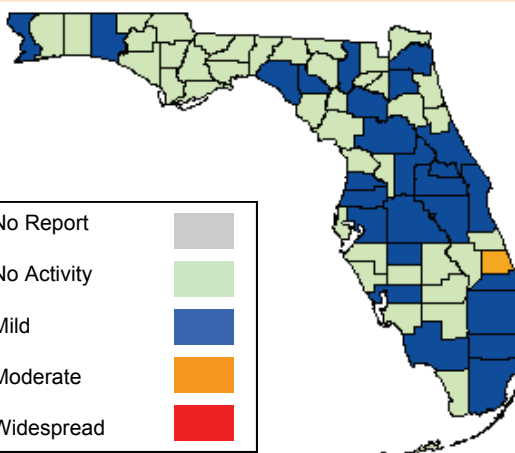 No Report
No Activity
Mild
Moderate
Widespread